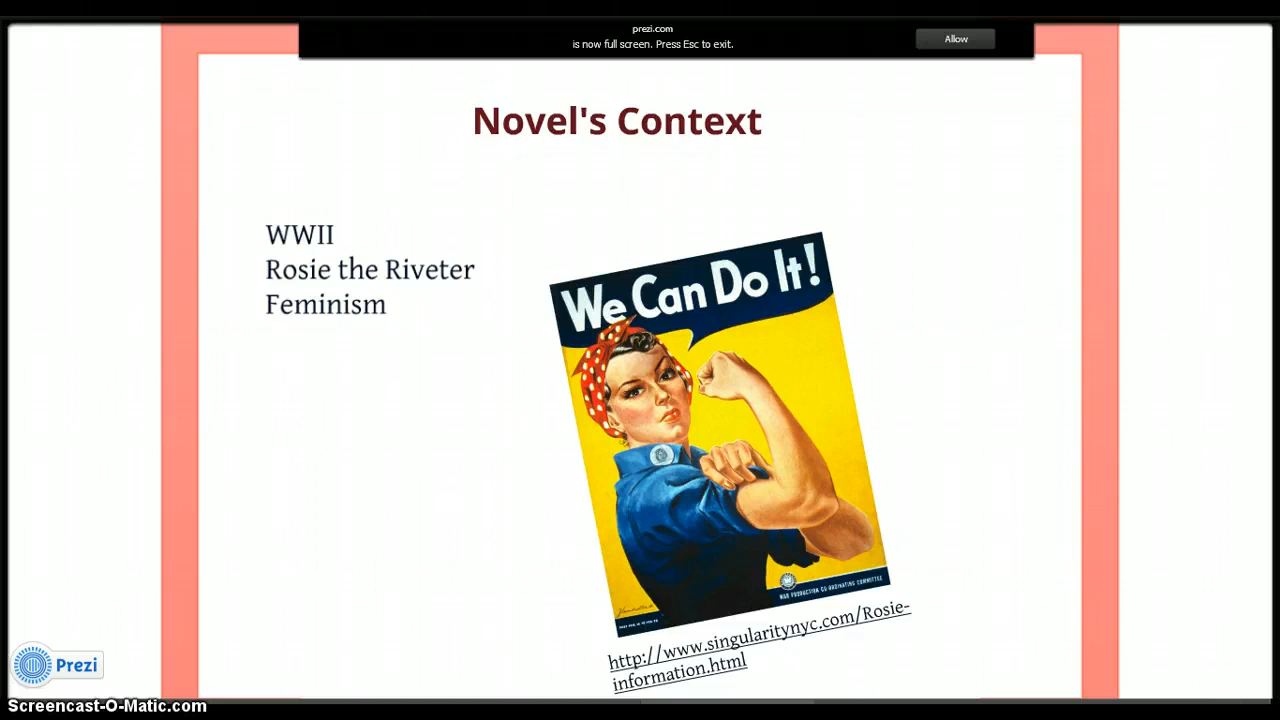 prezi.com
is now full screen. Press Esc to exit.
Allow
Novel's Context
WWII
Rosie the Riveter
Feminism
We Can Do It!
WAR PRODUCTION CO-ORDINATING COMMITTEE
http://www.singularitynyc.com/Rosie-
information.html
Prezi
Screencast-O-Matic.com